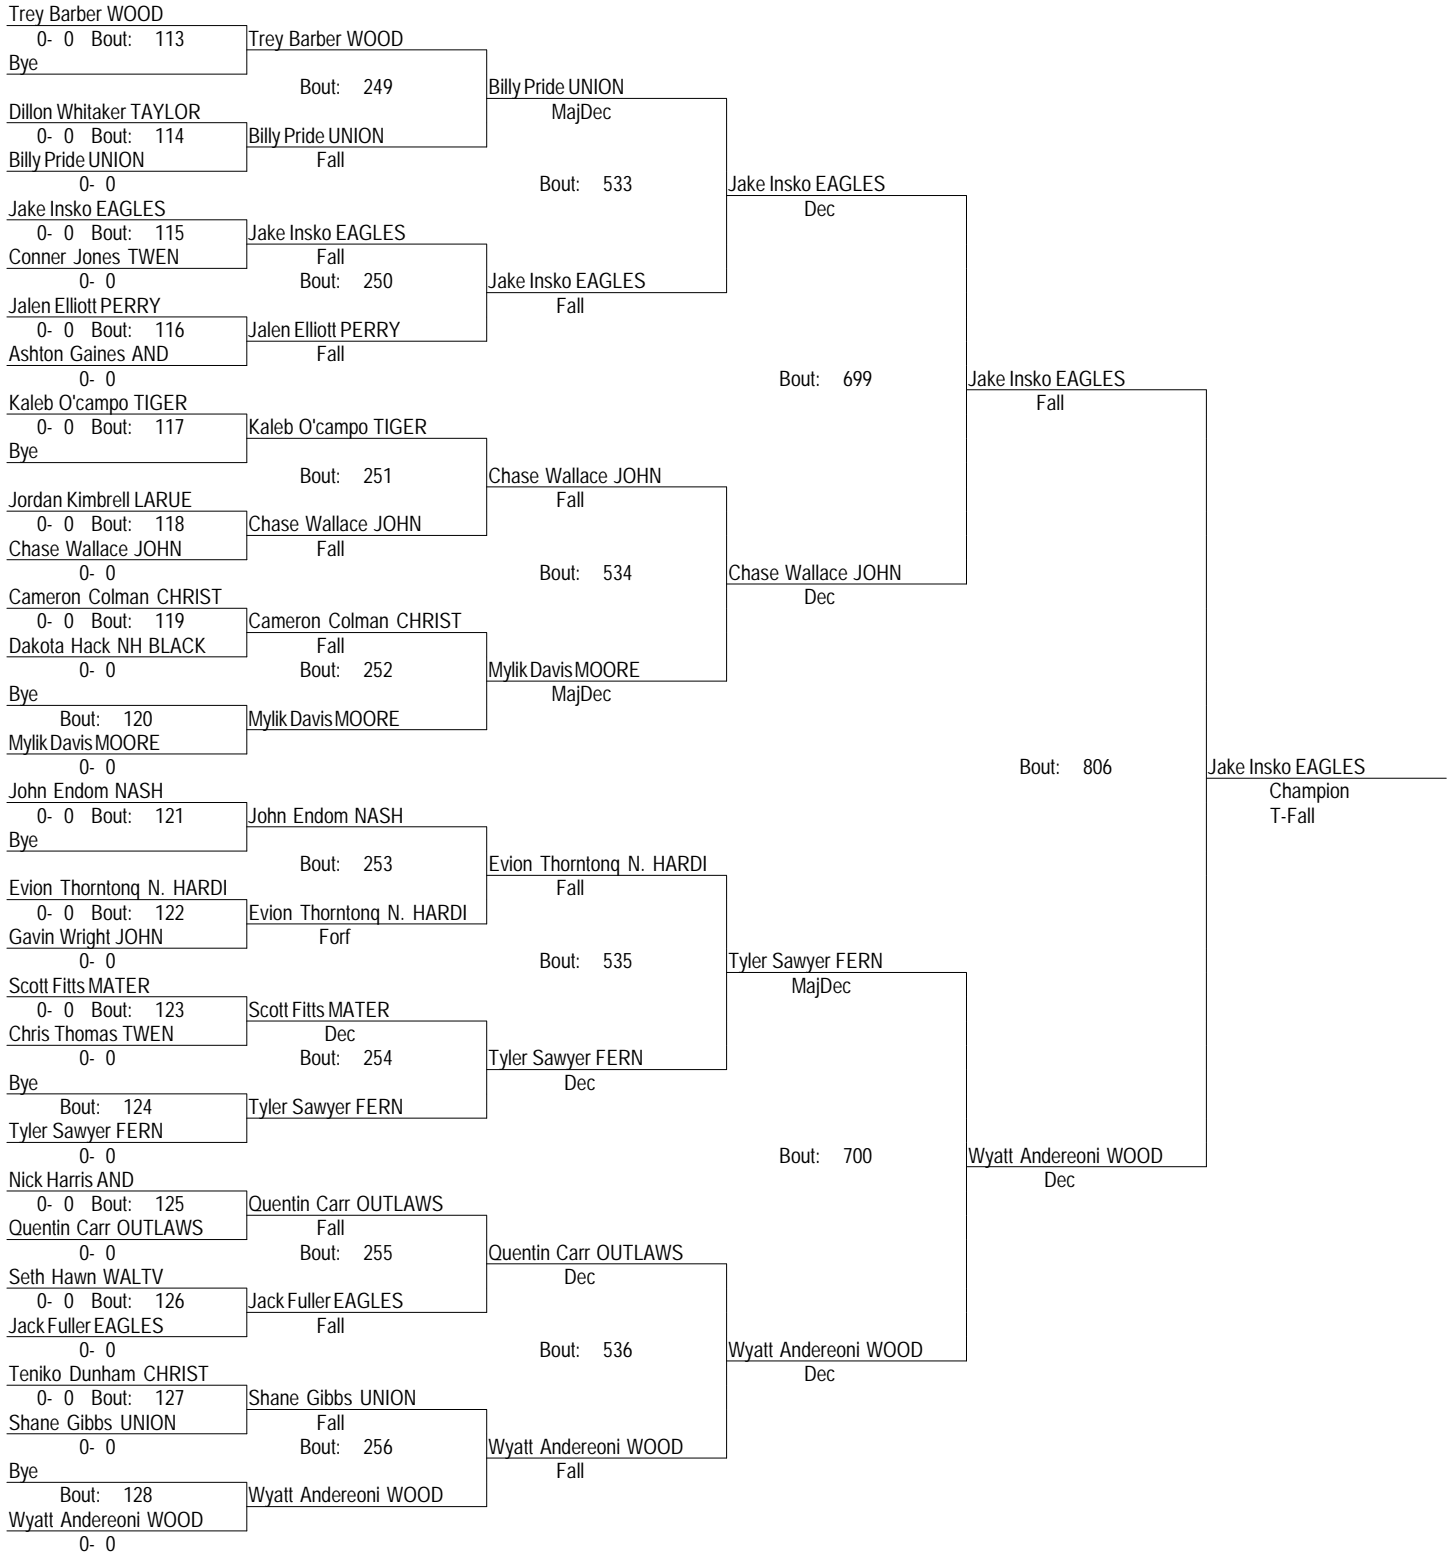 Trey Barber WOOD
0- 0 Bout: 113 Trey Barber WOOD
Bye
Bout: 249 Billy Pride UNION
Dillon Whitaker TAYLOR MajDec
0- 0 Bout: 114 Billy Pride UNION
Billy Pride UNION Fall
0- 0 Bout: 533 Jake Insko EAGLES
Jake Insko EAGLES Dec
0- 0 Bout: 115 Jake Insko EAGLES
Conner Jones TWEN Fall
0- 0 Bout: 250 Jake Insko EAGLES
Jalen Elliott PERRY Fall
0- 0 Bout: 116 Jalen Elliott PERRY
Ashton Gaines AND Fall
0- 0 Bout: 699 Jake Insko EAGLES
Kaleb O'campo TIGER Fall
0- 0 Bout: 117 Kaleb O'campo TIGER
Bye
Bout: 251 Chase Wallace JOHN
Jordan Kimbrell LARUE Fall
0- 0 Bout: 118 Chase Wallace JOHN
Chase Wallace JOHN Fall
0- 0 Bout: 534 Chase Wallace JOHN
Cameron Colman CHRIST Dec
0- 0 Bout: 119 Cameron Colman CHRIST
Dakota Hack NH BLACK Fall
0- 0 Bout: 252 Mylik Davis MOORE
Bye MajDec
Bout: 120 Mylik Davis MOORE
Mylik Davis MOORE
0- 0 Bout: 806 Jake Insko EAGLES
John Endom NASH Champion
0- 0 Bout: 121 John Endom NASH T-Fall
Bye
Bout: 253 Evion Thorntonq N. HARDI
Evion Thorntonq N. HARDI Fall
0- 0 Bout: 122 Evion Thorntonq N. HARDI
Gavin Wright JOHN Forf
0- 0 Bout: 535 Tyler Sawyer FERN
Scott Fitts MATER MajDec
0- 0 Bout: 123 Scott Fitts MATER
Chris Thomas TWEN Dec
0- 0 Bout: 254 Tyler Sawyer FERN
Bye Dec
Bout: 124 Tyler Sawyer FERN
Tyler Sawyer FERN
0- 0 Bout: 700 Wyatt Andereoni WOOD
Nick Harris AND Dec
0- 0 Bout: 125 Quentin Carr OUTLAWS
Quentin Carr OUTLAWS Fall
0- 0 Bout: 255 Quentin Carr OUTLAWS
Seth Hawn WALTV Dec
0- 0 Bout: 126 Jack Fuller EAGLES
Jack Fuller EAGLES Fall
0- 0 Bout: 536 Wyatt Andereoni WOOD
Teniko Dunham CHRIST Dec
0- 0 Bout: 127 Shane Gibbs UNION
Shane Gibbs UNION Fall
0- 0 Bout: 256 Wyatt Andereoni WOOD
Bye Fall
Bout: 128 Wyatt Andereoni WOOD
Wyatt Andereoni WOOD
0- 0